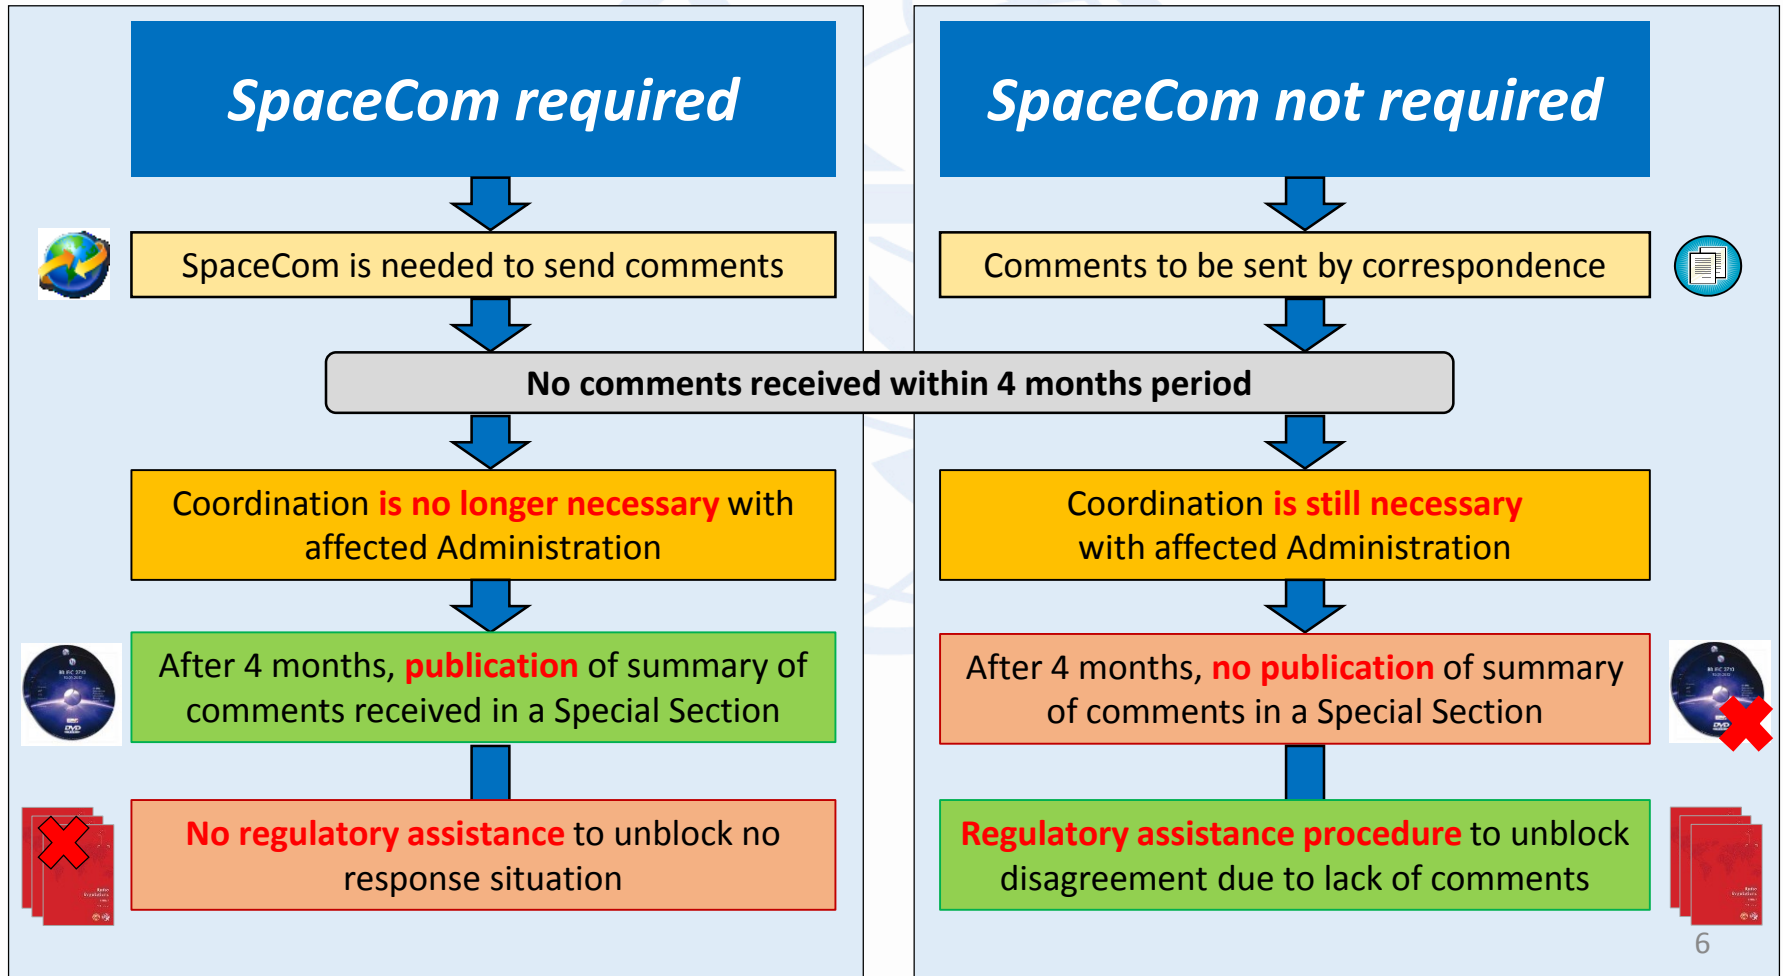 SpaceCom required
SpaceCom is needed to send comments
SpaceCom not required
Comments to be sent by correspondence
No comments received within 4 months period
Coordination is no longer necessary with
affected Administration
After 4 months, publication of summary of
comments received in a Special Section
No regulatory assistance to unblock no
response situation
Coordination is still necessary
with affected Administration
After 4 months, no publication of summary
of comments in a Special Section
Regulatory assistance procedure to unblock
disagreement due to lack of comments
6